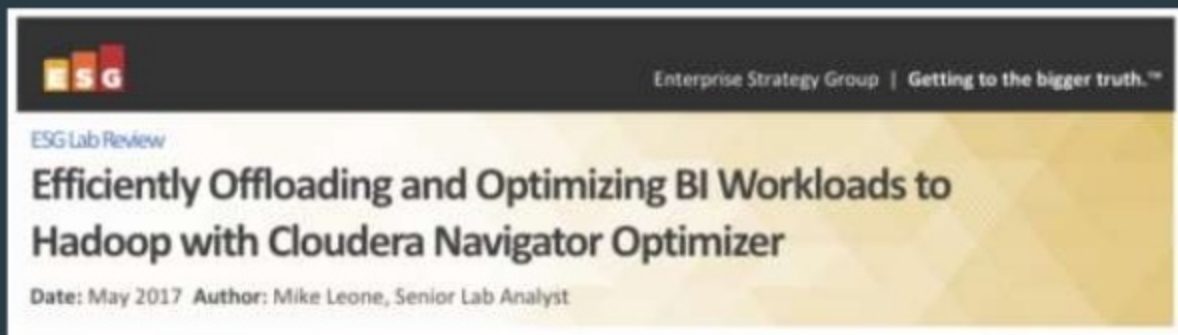 ESG
Enterprise Strategy Group | Getting to the bigger truth.™
ESG Lab Review
Efficiently Offloading and Optimizing BI Workloads to
Hadoop with Cloudera Navigator Optimizer
Date: May 2017 Author: Mike Leone, Senior Lab Analyst